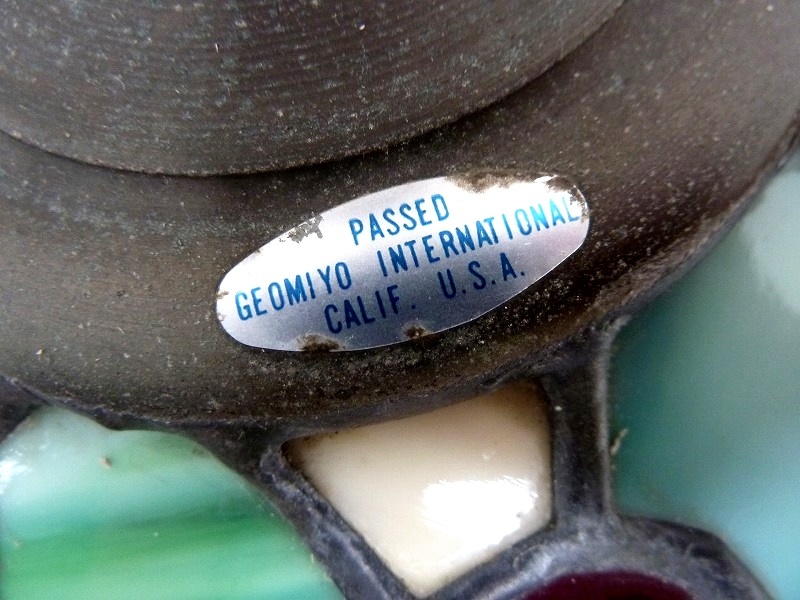 PASSED
GEOMIYO INTERNATIONAL
CALIF. U.S.A.